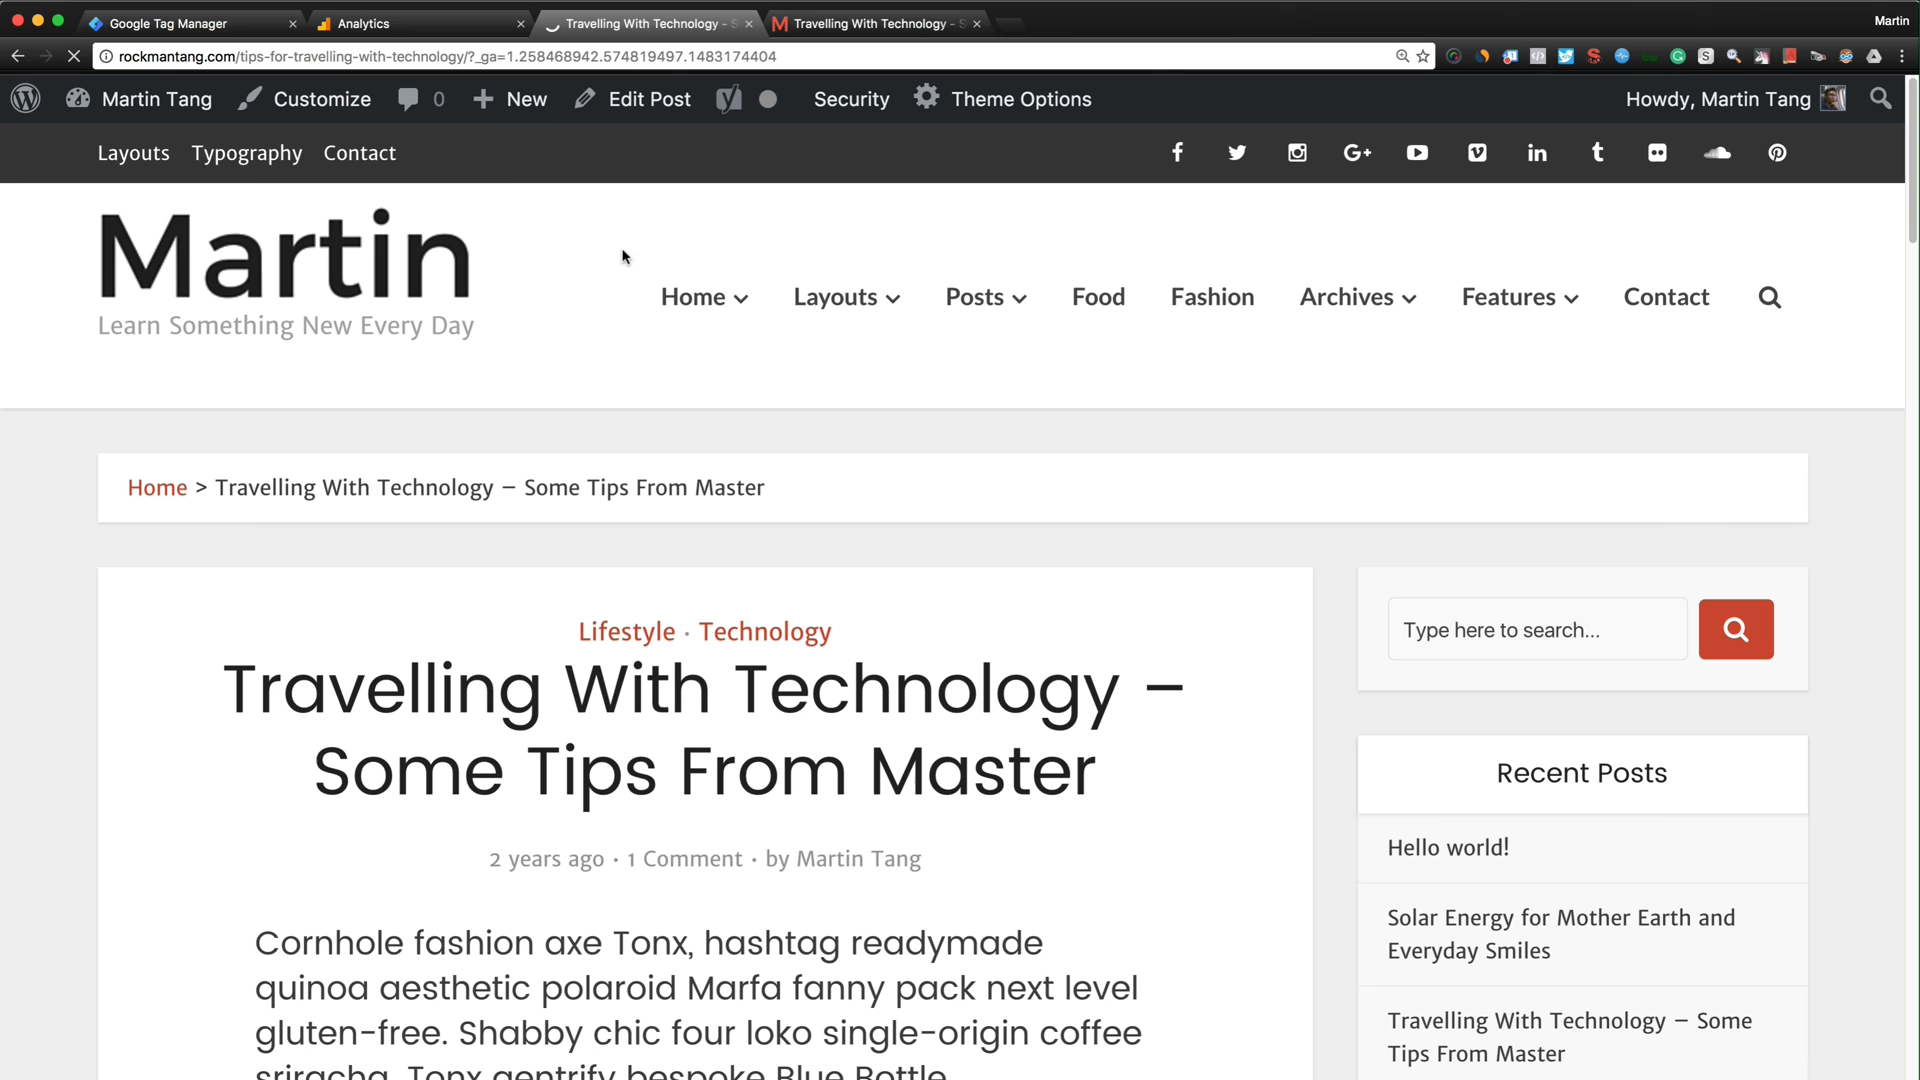 Google Tag Manager
Analytics
Travelling With Technology - S
Travelling With Technology - S
Martin
rockmantang.com/tips-for-travelling-with-technology/?_ga=1.258468942.574819497.1483174404
Martin Tang
Customize
0
New
Edit Post
Security
Theme Options
Howdy, Martin Tang
Layouts
Typography
Contact
Martin
Learn Something New Every Day
Home
Layouts
Posts
Food
Fashion
Archives
Features
Contact
Home > Travelling With Technology – Some Tips From Master
Lifestyle · Technology
Travelling With Technology –
Some Tips From Master
2 years ago · 1 Comment · by Martin Tang
Cornhole fashion axe Tonx, hashtag readymade
quinoa aesthetic polaroid Marfa fanny pack next level
gluten-free. Shabby chic four loko single-origin coffee
sriracha. Tonx gentrify bespoke Blue Bottle
Type here to search...
Recent Posts
Hello world!
Solar Energy for Mother Earth and
Everyday Smiles
Travelling With Technology – Some
Tips From Master